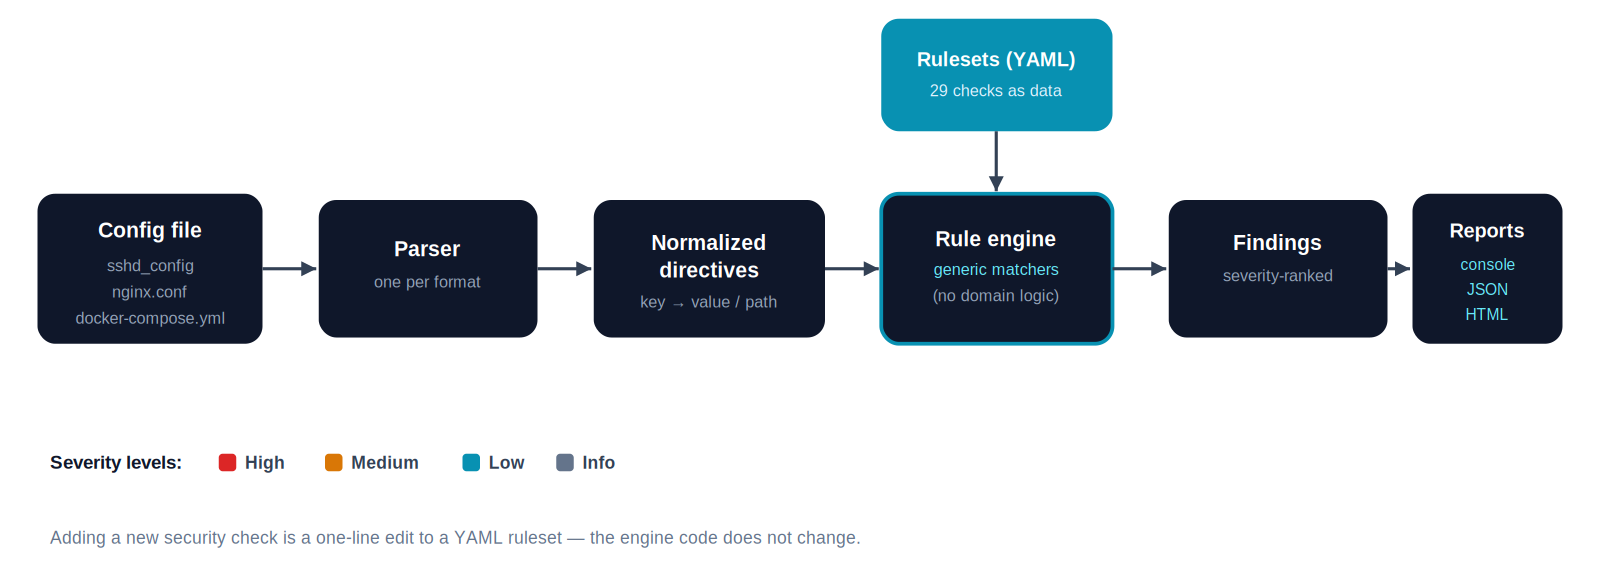 Rulesets (YAML)
29 checks as data
Config file
sshd_config
nginx.conf
docker-compose.yml
Parser
one per format
Normalized
directives
key → value / path
Rule engine
generic matchers
(no domain logic)
Findings
severity-ranked
Reports
console
JSON
HTML
Severity levels: High Medium Low Info
Adding a new security check is a one-line edit to a YAML ruleset — the engine code does not change.